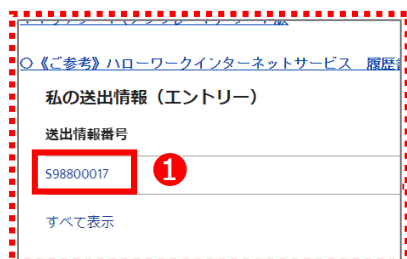 ○《ご参考》ハローワークインターネットサービス 履歴
私の送出情報（エントリー）
送出情報番号
S98800017
1
すべて表示